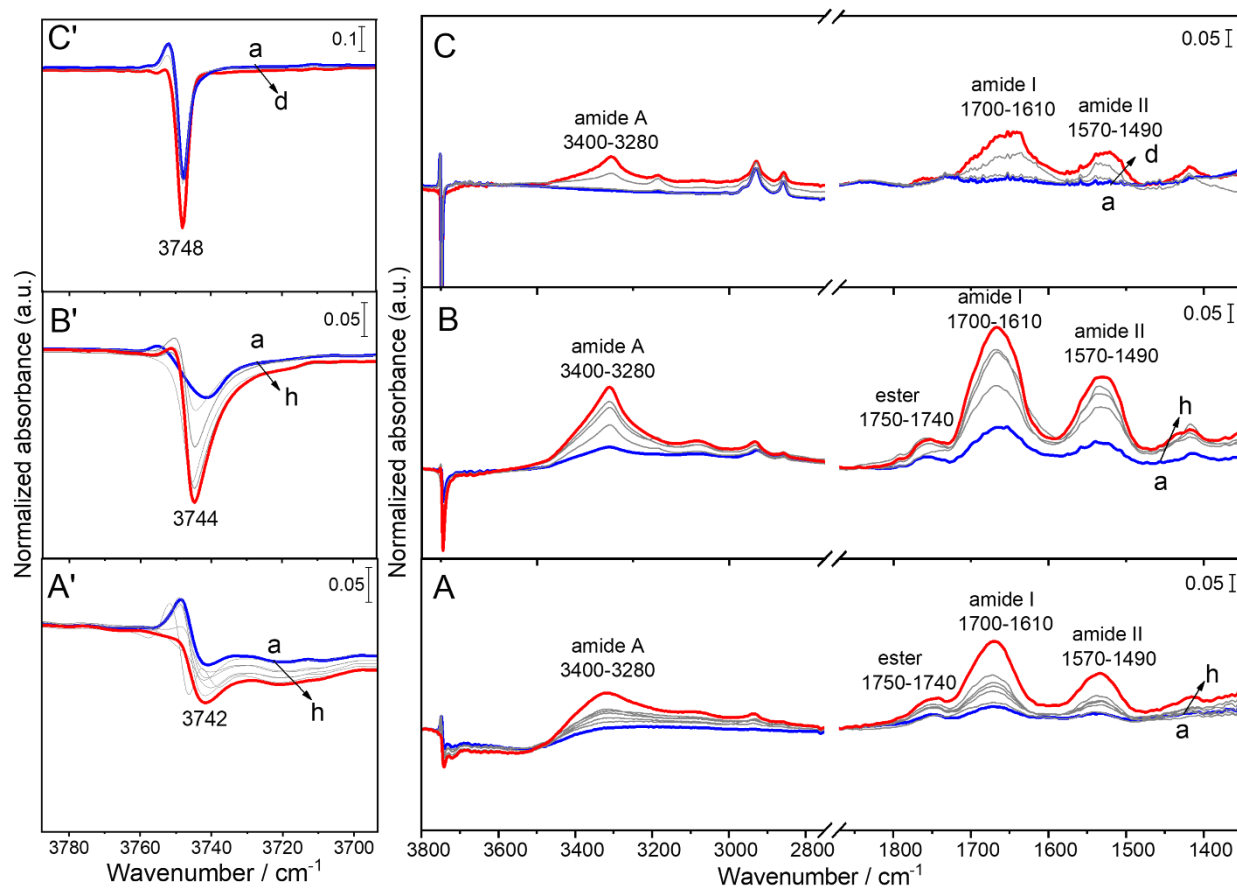 C'
a
d
0.1
3748
B'
a
h
0.05
3744
A'
a
h
0.05
3742
3780 3760 3740 3720 3700
Wavenumber / cm-1
Normalized absorbance (a.u.)
Normalized absorbance (a.u.)
C
0.05
amide A
3400-3280
amide I
1700-1610
amide II
1570-1490
d
a
B
0.05
amide A
3400-3280
ester
1750-1740
amide I
1700-1610
amide II
1570-1490
h
a
A
0.05
amide A
3400-3280
ester
1750-1740
amide I
1700-1610
amide II
1570-1490
h
a
3800 3600 3400 3200 3000 2800 1800 1700 1600 1500 1400
Wavenumber / cm-1